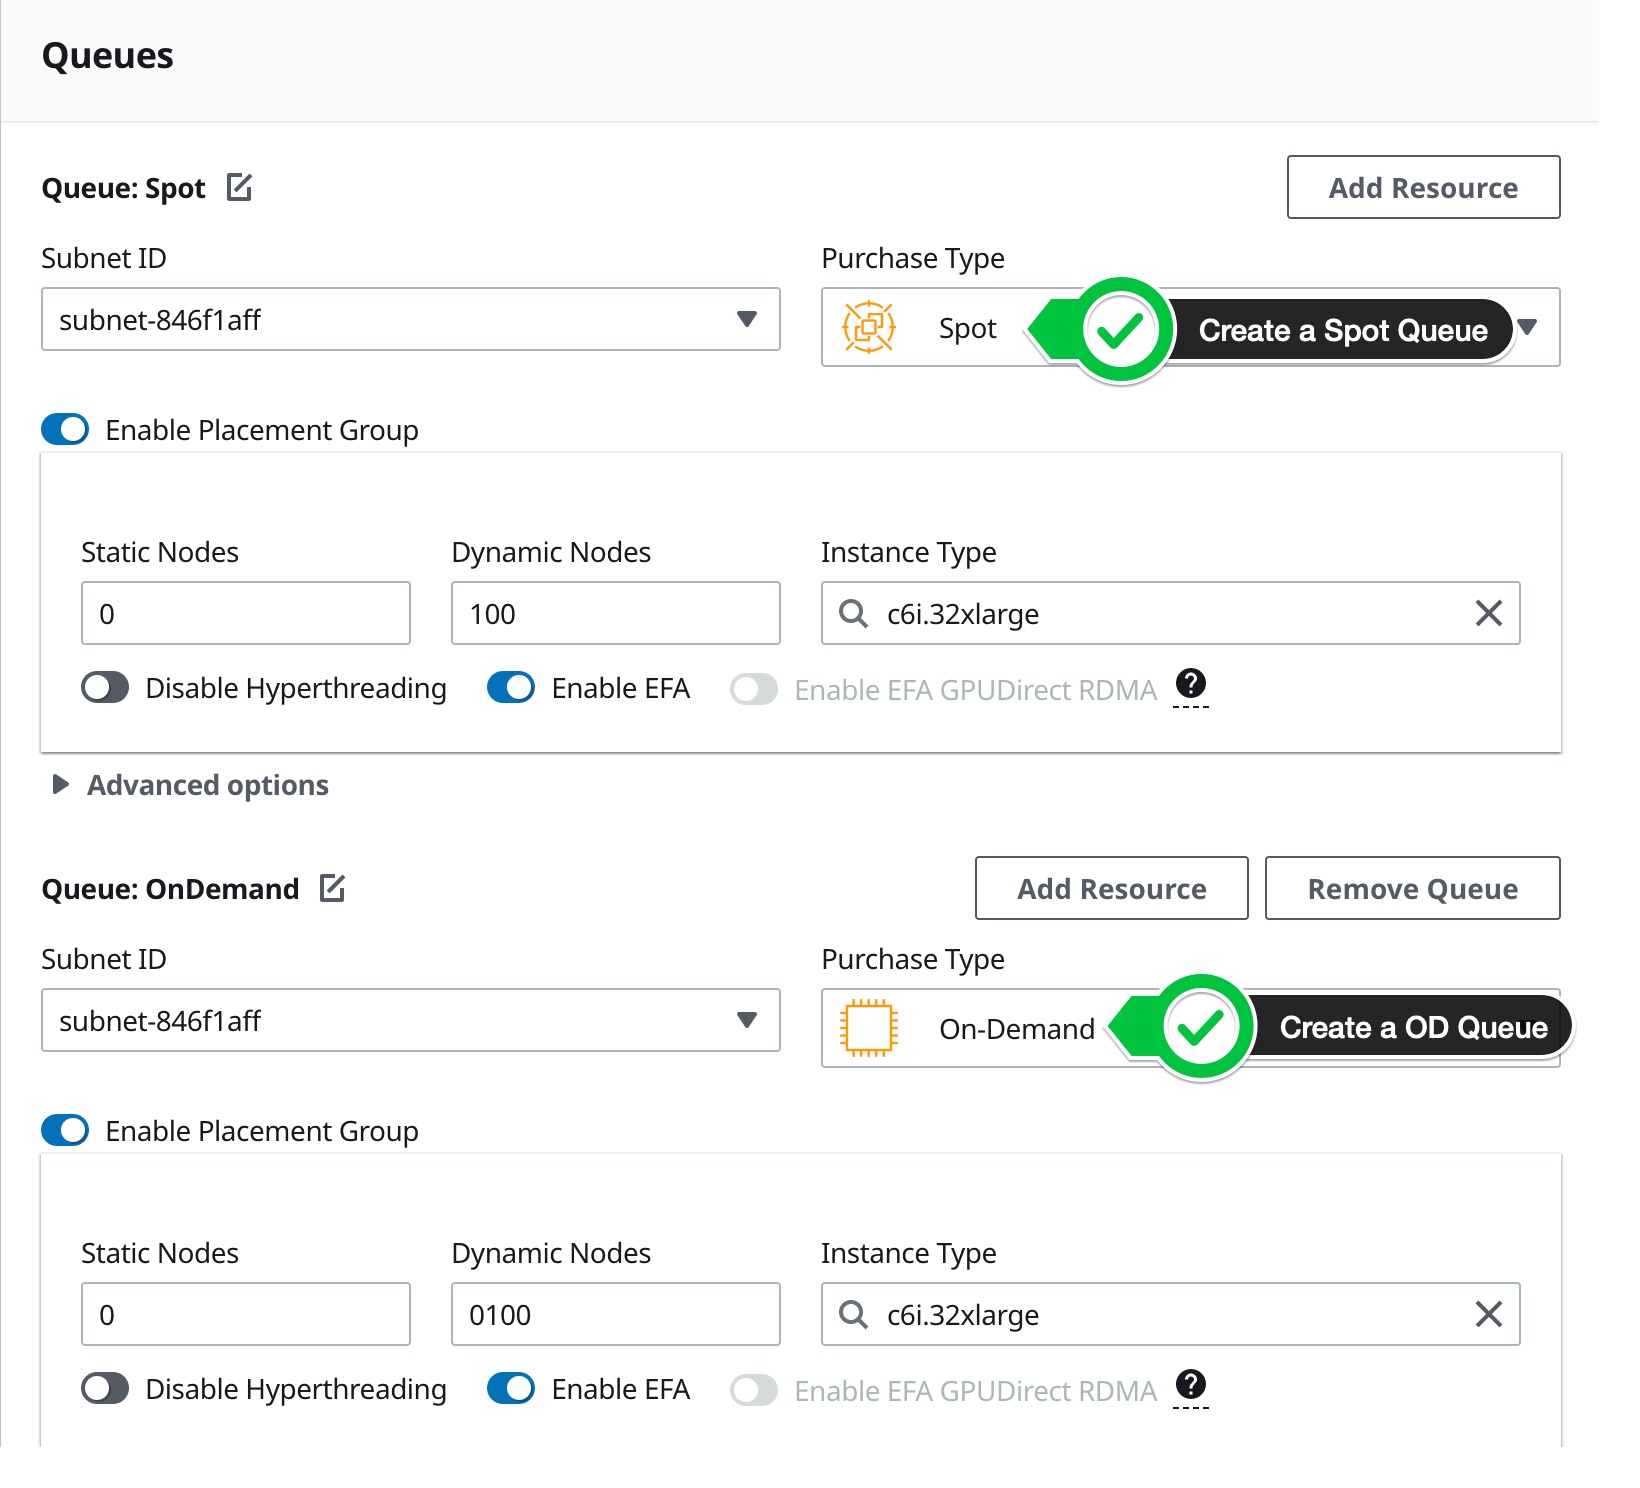 Queues
Queue: Spot
Add Resource
Subnet ID
Purchase Type
subnet-846f1aff
Spot
Create a Spot Queue
Enable Placement Group
Static Nodes
Dynamic Nodes
Instance Type
0
100
c6i.32xlarge
Disable Hyperthreading
Enable EFA
Enable EFA GPUDirect RDMA
?
Advanced options
Queue: OnDemand
Add Resource
Remove Queue
Subnet ID
Purchase Type
subnet-846f1aff
On-Demand
Create a OD Queue
Enable Placement Group
Static Nodes
Dynamic Nodes
Instance Type
0
0100
c6i.32xlarge
Disable Hyperthreading
Enable EFA
Enable EFA GPUDirect RDMA
?